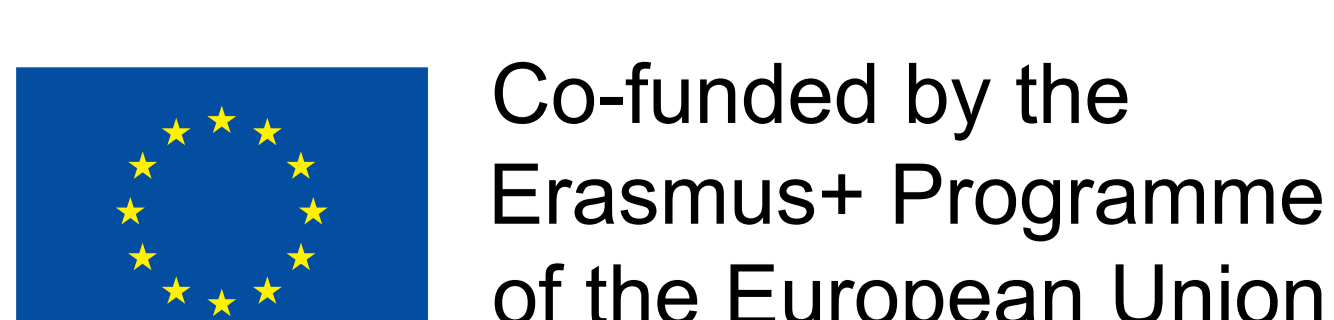 Co-funded by the
Erasmus+ Programme
of the European Union